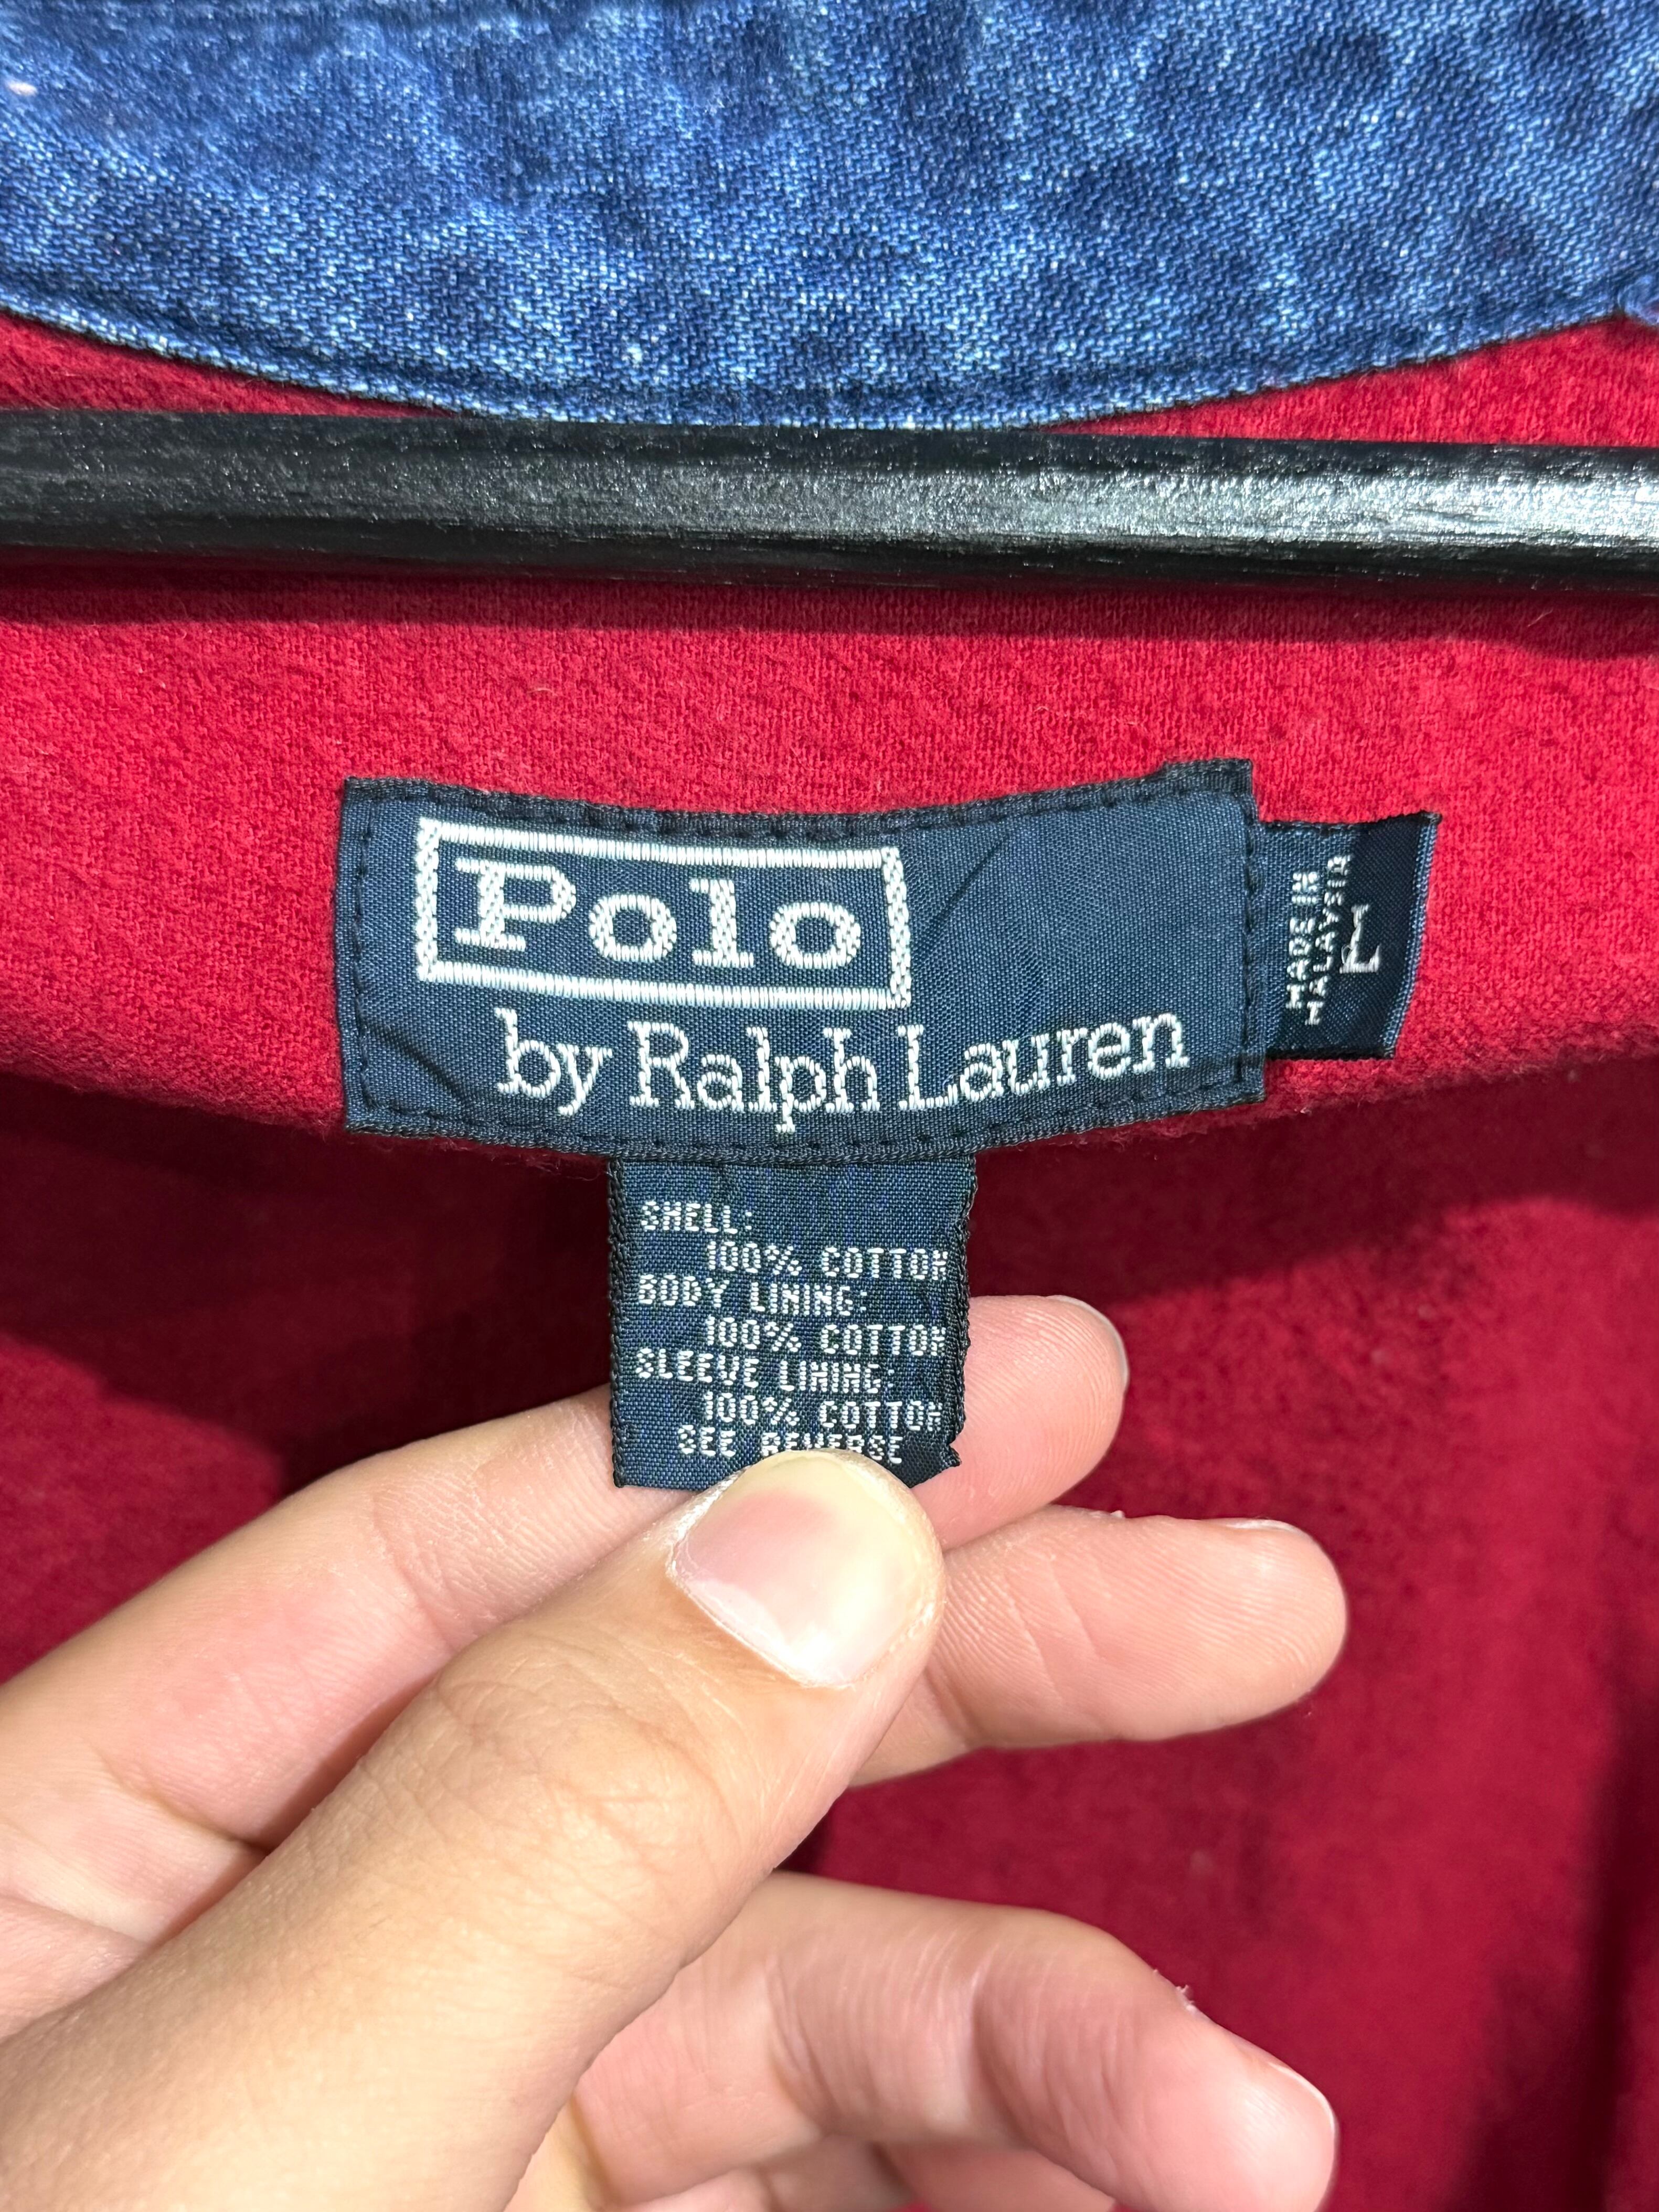 Polo
by Ralph Lauren
MADE IN
MALAYSIA
L
SHELL:
100% COTTON
BODY LINING:
100% COTTON
SLEEVE LINING:
100% COTTON
SEE REVERSE